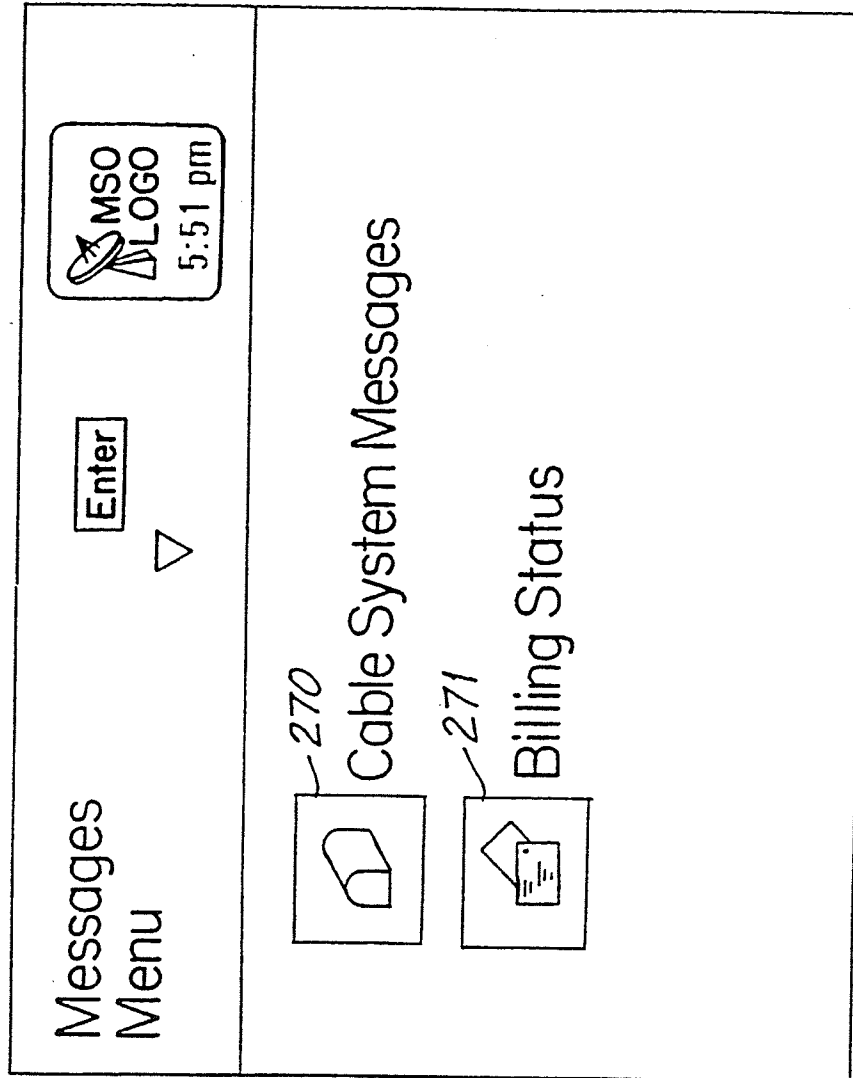 Messages
Menu
Enter
MSO
LOGO
5:51 pm
270
Cable System Messages
271
Billing Status